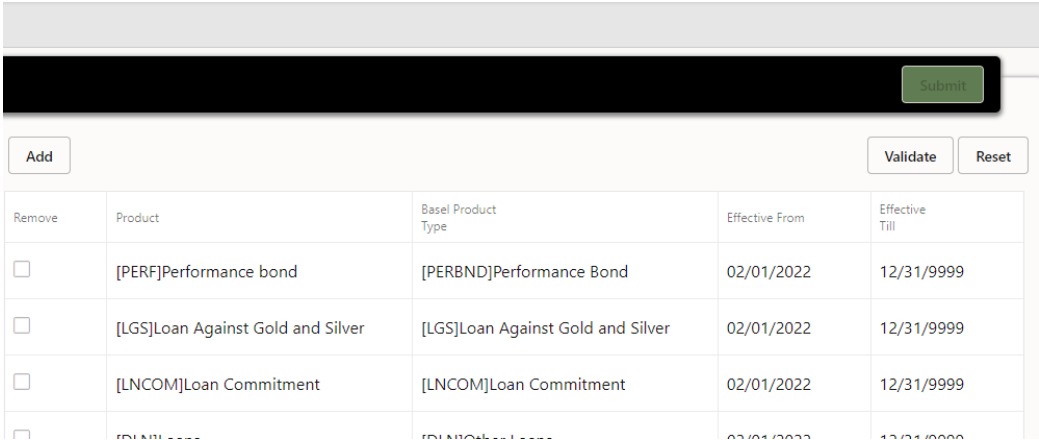 Submit
Add Validate Reset
Remove Product Basel Product Type Effective From Effective Till
[PERF]Performance bond [PERBND]Performance Bond 02/01/2022 12/31/9999
[LGS]Loan Against Gold and Silver [LGS]Loan Against Gold and Silver 02/01/2022 12/31/9999
[LNCOM]Loan Commitment [LNCOM]Loan Commitment 02/01/2022 12/31/9999